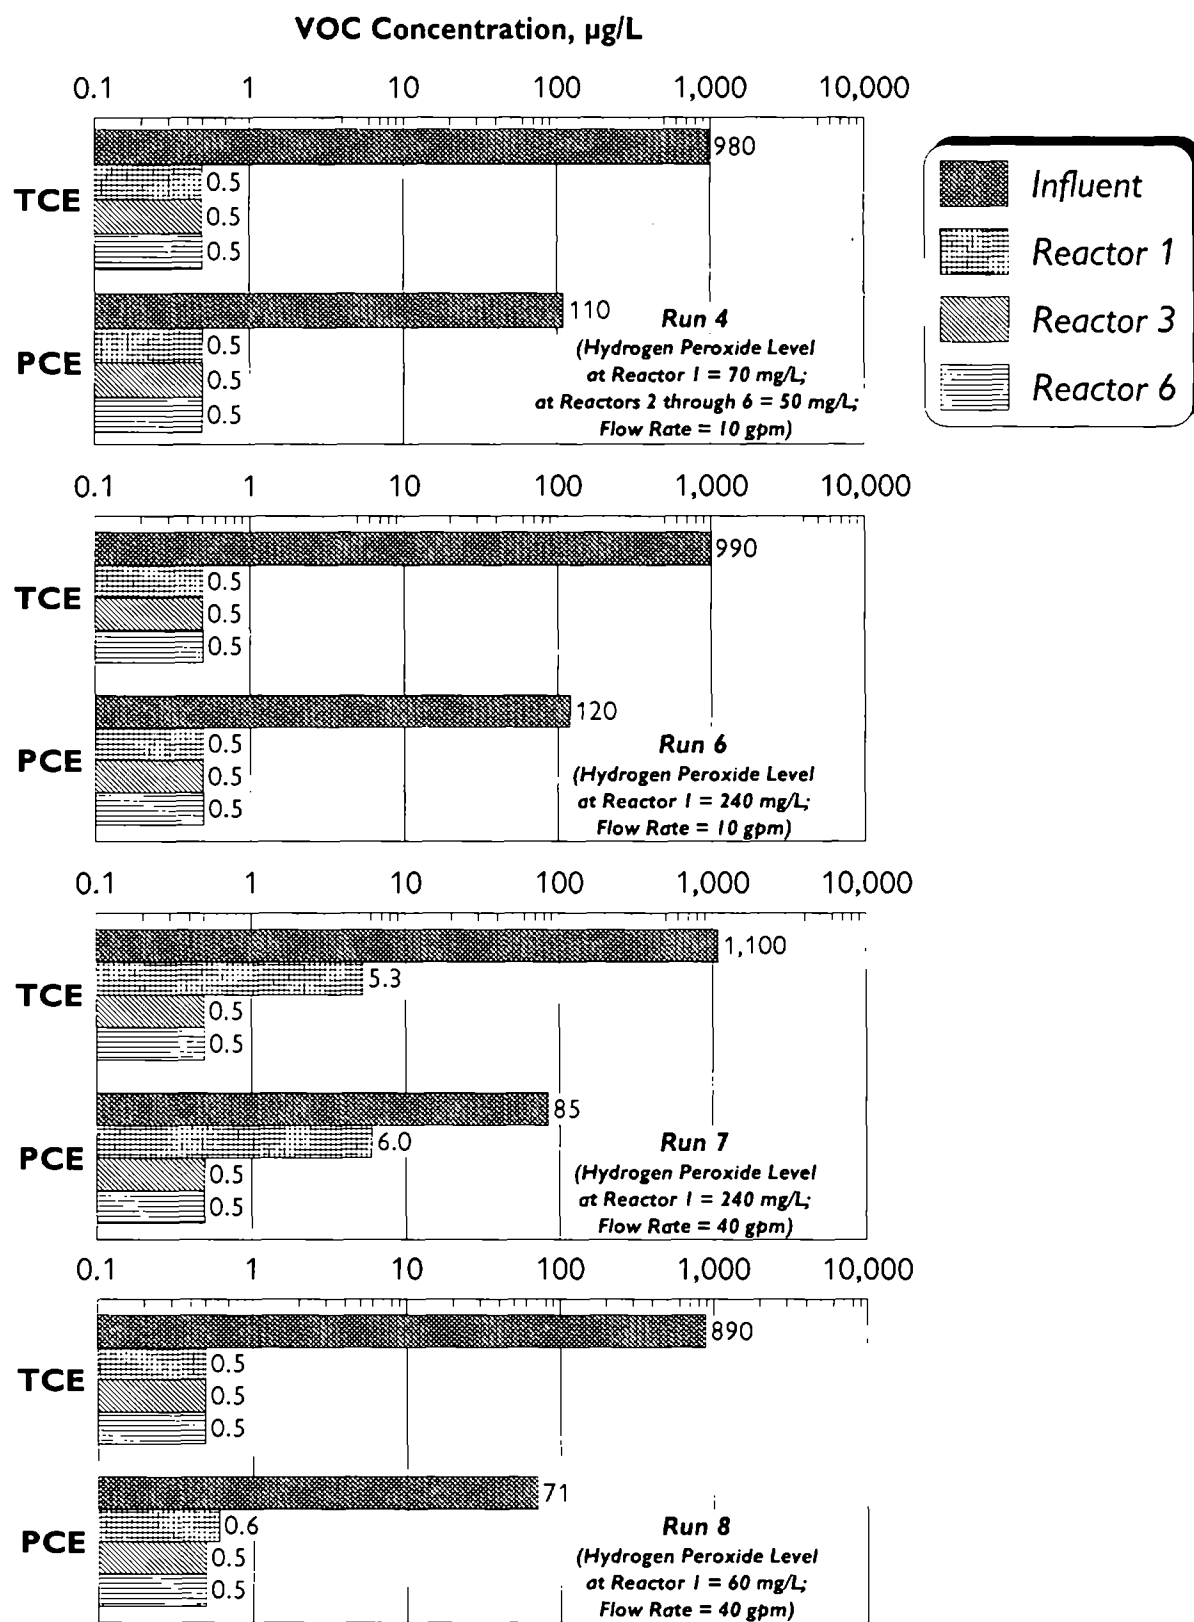 VOC Concentration, µg/L
0.1 1 10 100 1,000 10,000
TCE
980
0.5
0.5
0.5
PCE
110
0.5
0.5
0.5
Run 4
(Hydrogen Peroxide Level
at Reactor 1 = 70 mg/L;
at Reactors 2 through 6 = 50 mg/L;
Flow Rate = 10 gpm)
Influent
Reactor 1
Reactor 3
Reactor 6
0.1 1 10 100 1,000 10,000
TCE
990
0.5
0.5
0.5
PCE
120
0.5
0.5
0.5
Run 6
(Hydrogen Peroxide Level
at Reactor 1 = 240 mg/L;
Flow Rate = 10 gpm)
0.1 1 10 100 1,000 10,000
TCE
1,100
5.3
0.5
0.5
PCE
85
6.0
0.5
0.5
Run 7
(Hydrogen Peroxide Level
at Reactor 1 = 240 mg/L;
Flow Rate = 40 gpm)
0.1 1 10 100 1,000 10,000
TCE
890
0.5
0.5
0.5
PCE
71
0.6
0.5
0.5
Run 8
(Hydrogen Peroxide Level
at Reactor 1 = 60 mg/L;
Flow Rate = 40 gpm)